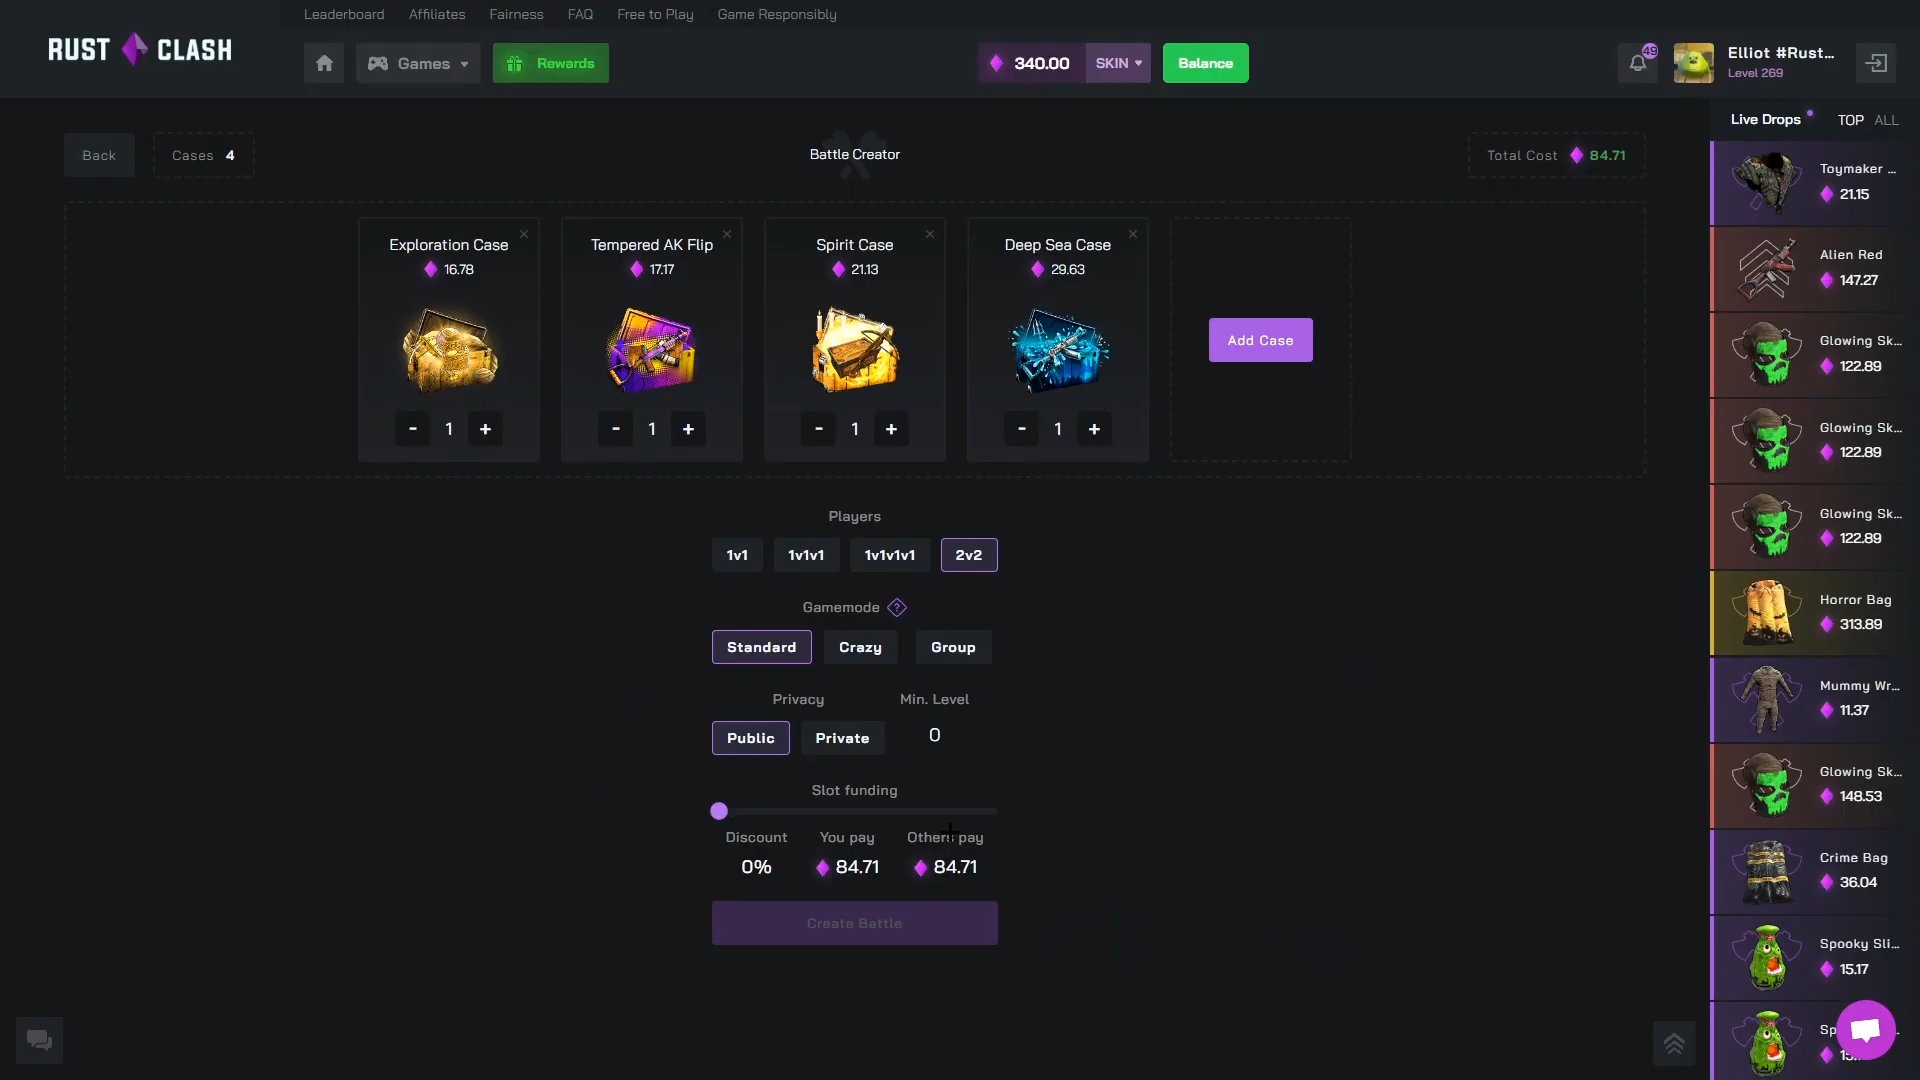 Leaderboard Affiliates Fairness FAQ Free to Play Game Responsibly
RUST CLASH
Games
Rewards
340.00 SKIN
Balance
49
Elliot #Rust...
Level 269
Back
Cases 4
Battle Creator
Total Cost 84.71
Exploration Case
16.78
- 1 +
Tempered AK Flip
17.17
- 1 +
Spirit Case
21.13
- 1 +
Deep Sea Case
29.63
- 1 +
Add Case
Players
1v1 1v1v1 1v1v1v1 2v2
Gamemode ?
Standard Crazy Group
Privacy Min. Level
Public Private 0
Slot funding
Discount You pay Others pay
0% 84.71 84.71
Create Battle
Live Drops TOP ALL
Toymaker ...
21.15
Alien Red
147.27
Glowing Sk...
122.89
Glowing Sk...
122.89
Glowing Sk...
122.89
Horror Bag
313.89
Mummy Wr...
11.37
Glowing Sk...
148.53
Crime Bag
36.04
Spooky Sli...
15.17